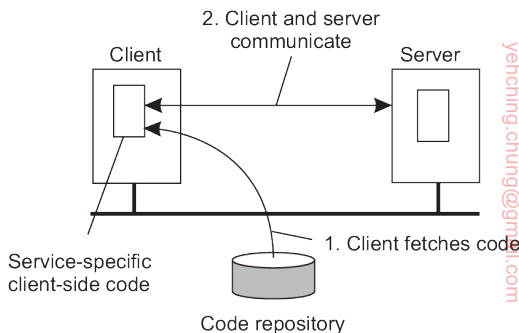 2. Client and server
communicate
Client
Server
1. Client fetches code
Service-specific
client-side code
Code repository
yehching.chung@gmail.com